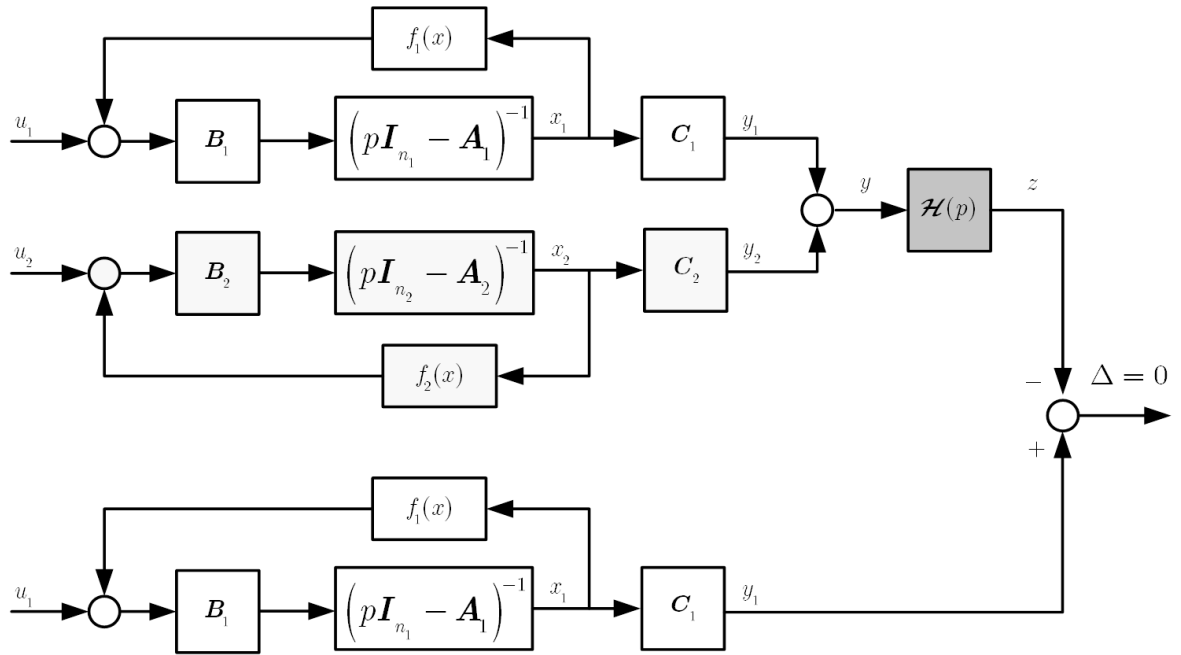 f₁(x)
u₁
B₁
(pIₙ₁ − A₁)⁻¹
x₁
C₁
y₁
y
ℋ(p)
z
u₂
B₂
(pIₙ₂ − A₂)⁻¹
x₂
C₂
y₂
f₂(x)
−
Δ = 0
+
f₁(x)
u₁
B₁
(pIₙ₁ − A₁)⁻¹
x₁
C₁
y₁